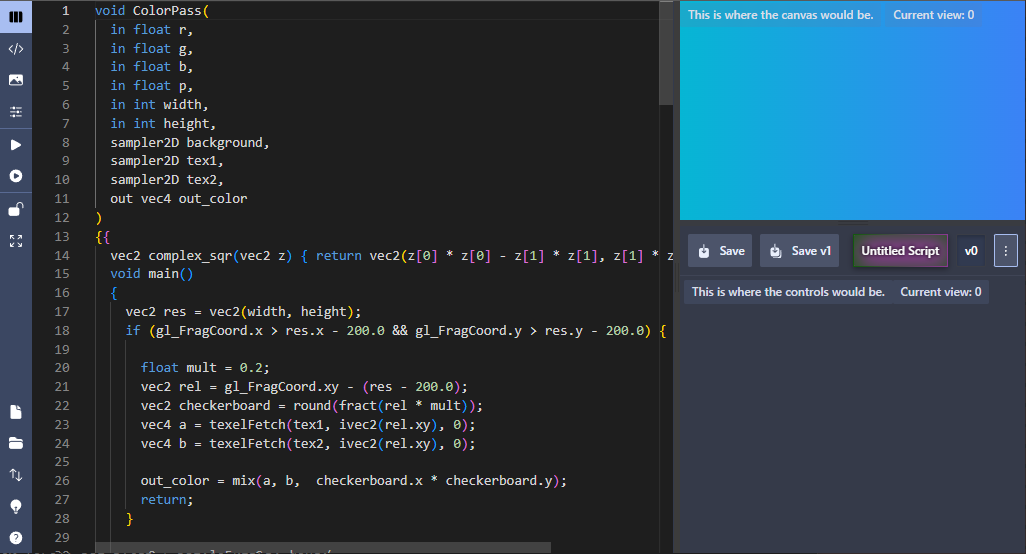 1 void ColorPass(
2 in float r,
3 in float g,
4 in float b,
5 in float p,
6 in int width,
7 in int height,
8 sampler2D background,
9 sampler2D tex1,
10 sampler2D tex2,
11 out vec4 out_color
12 )
13 {{
14 vec2 complex_sqr(vec2 z) { return vec2(z[0] * z[0] - z[1] * z[1], z[1] * z
15 void main()
16 {
17 vec2 res = vec2(width, height);
18 if (gl_FragCoord.x > res.x - 200.0 && gl_FragCoord.y > res.y - 200.0) {
19
20 float mult = 0.2;
21 vec2 rel = gl_FragCoord.xy - (res - 200.0);
22 vec2 checkerboard = round(fract(rel * mult));
23 vec4 a = texelFetch(tex1, ivec2(rel.xy), 0);
24 vec4 b = texelFetch(tex2, ivec2(rel.xy), 0);
25
26 out_color = mix(a, b,  checkerboard.x * checkerboard.y);
27 return;
28 }
29
This is where the canvas would be. Current view: 0
Save Save v1 Untitled Script v0
This is where the controls would be. Current view: 0